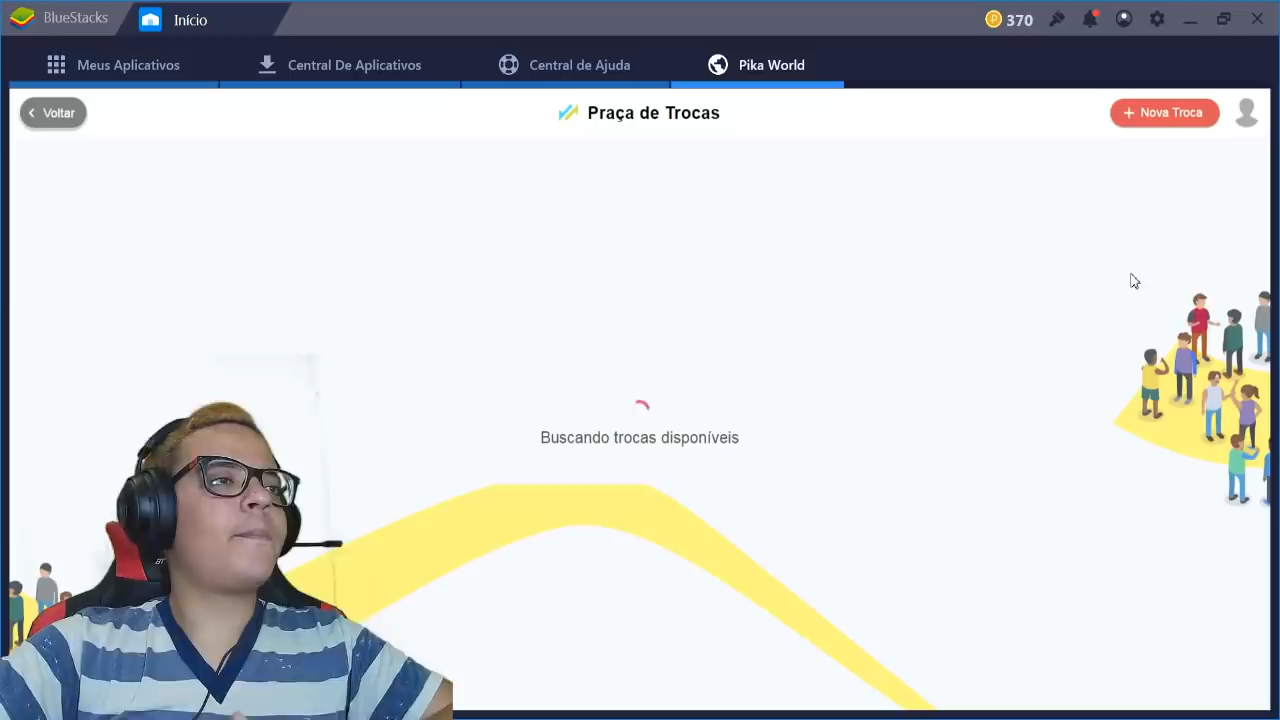 BlueStacks
Início
370
Meus Aplicativos
Central De Aplicativos
Central de Ajuda
Pika World
Voltar
Praça de Trocas
+ Nova Troca
Buscando trocas disponíveis